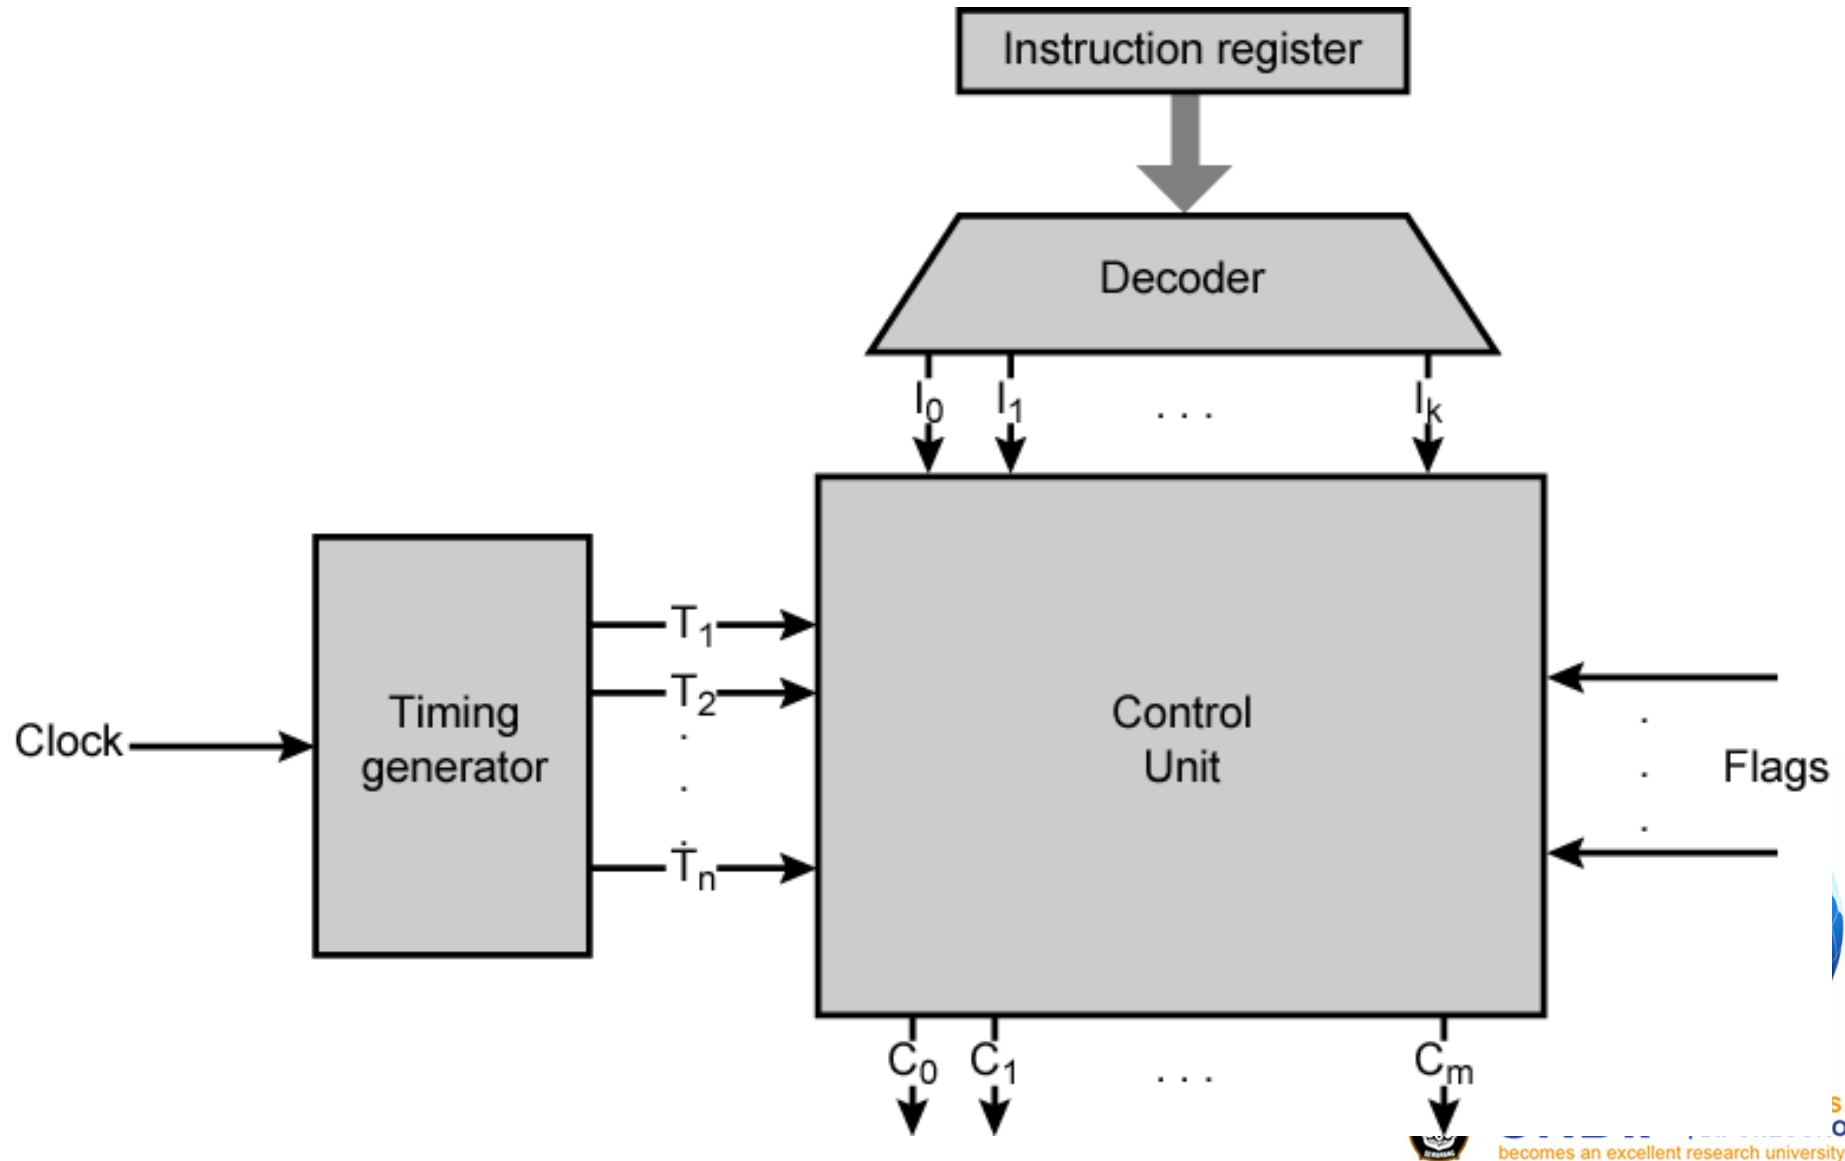 Instruction register
Decoder
I0 I1 . . . Ik
Clock
Timing
generator
T1
T2
.
.
.
Tn
Control
Unit
.
.
.
Flags
C0 C1 . . . Cm
becomes an excellent research university